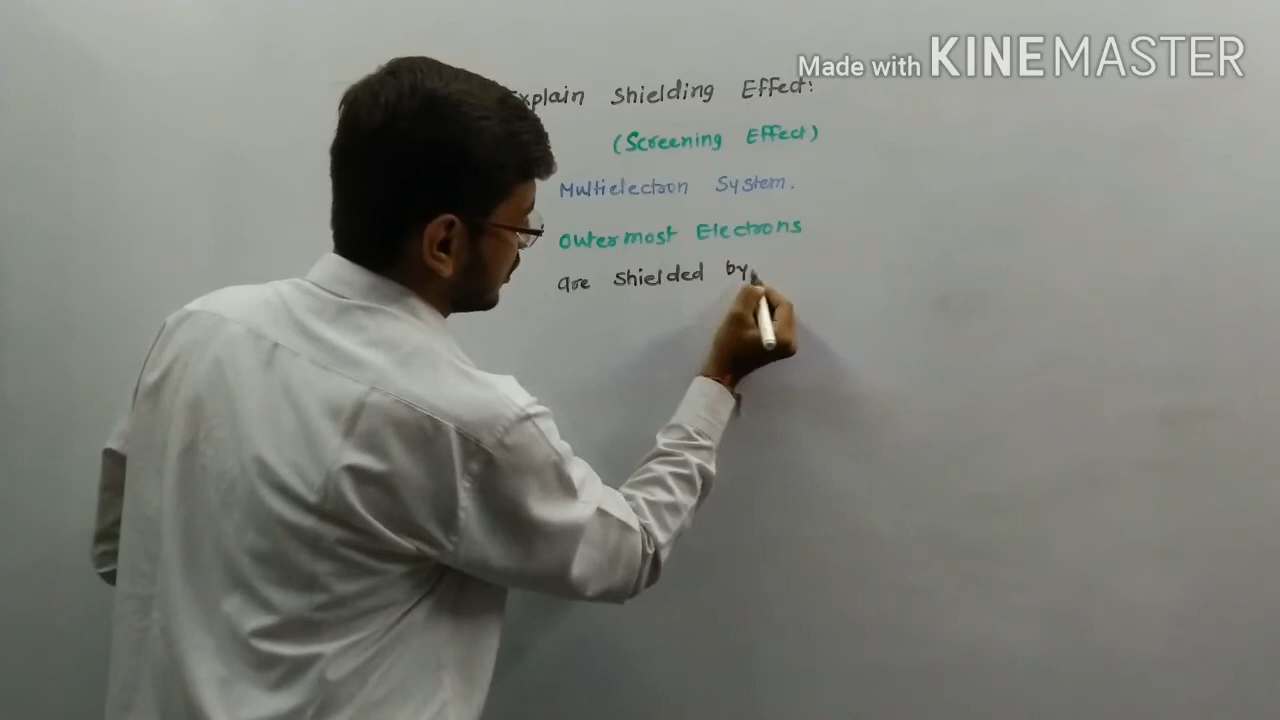 Made with KINEMASTER
Explain Shielding Effect:
(Screening Effect)
Multielectron System.
Outermost Electrons
are Shielded by